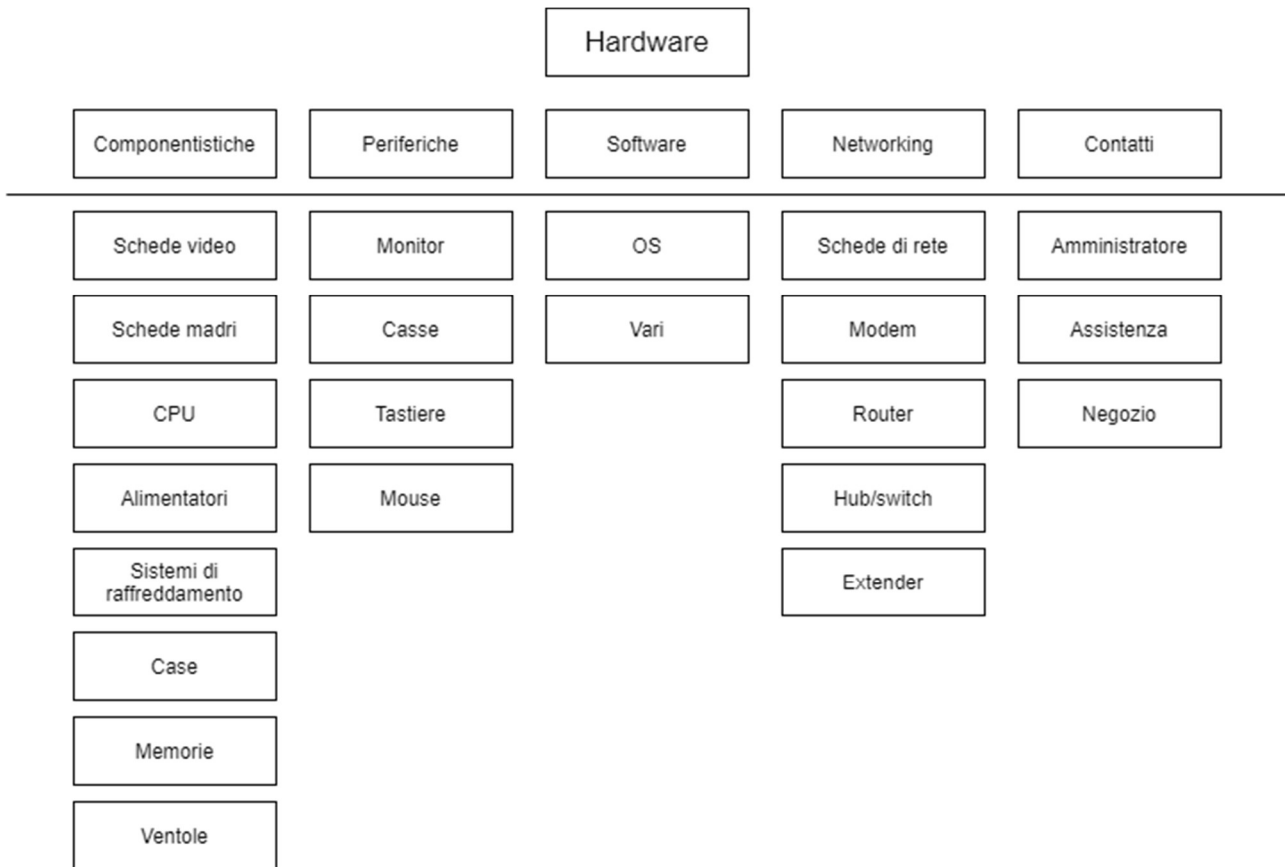 Hardware
Componentistiche
Periferiche
Software
Networking
Contatti
Schede video
Monitor
OS
Schede di rete
Amministratore
Schede madri
Casse
Vari
Modem
Assistenza
CPU
Tastiere
Router
Negozio
Alimentatori
Mouse
Hub/switch
Sistemi di
raffreddamento
Extender
Case
Memorie
Ventole